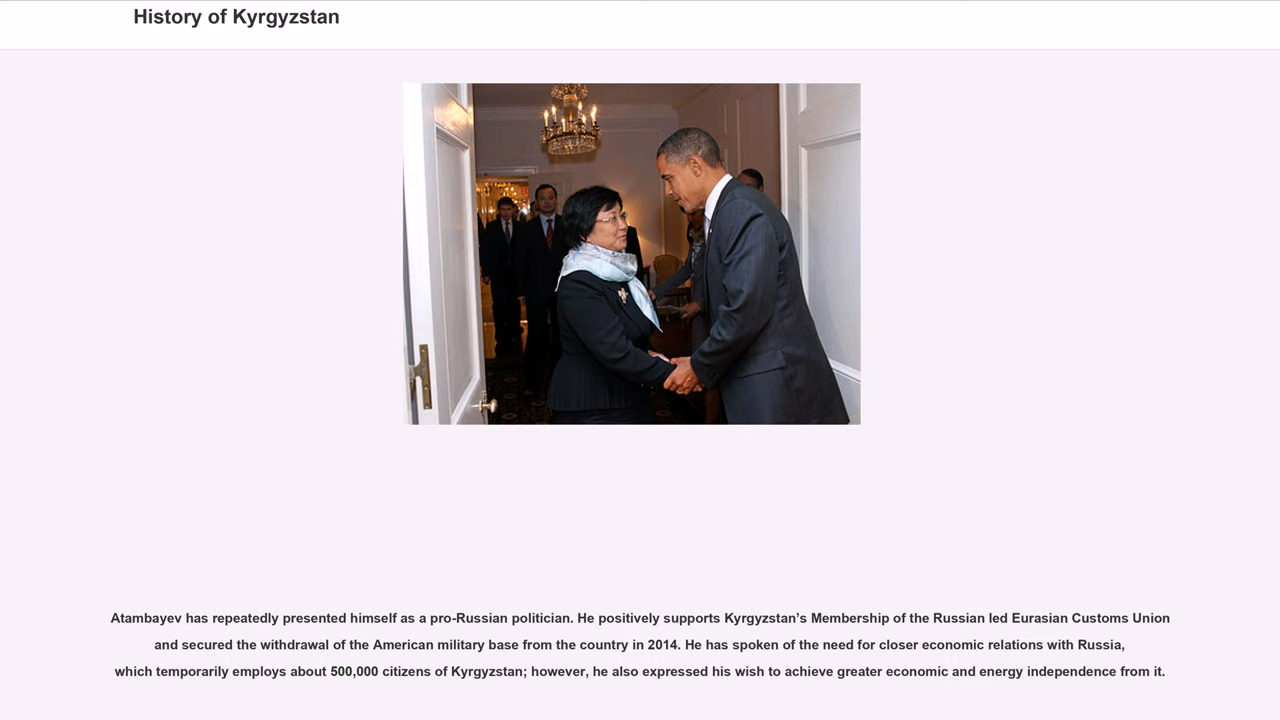 History of Kyrgyzstan
Atambayev has repeatedly presented himself as a pro-Russian politician. He positively supports Kyrgyzstan’s Membership of the Russian led Eurasian Customs Union
and secured the withdrawal of the American military base from the country in 2014. He has spoken of the need for closer economic relations with Russia,
which temporarily employs about 500,000 citizens of Kyrgyzstan; however, he also expressed his wish to achieve greater economic and energy independence from it.